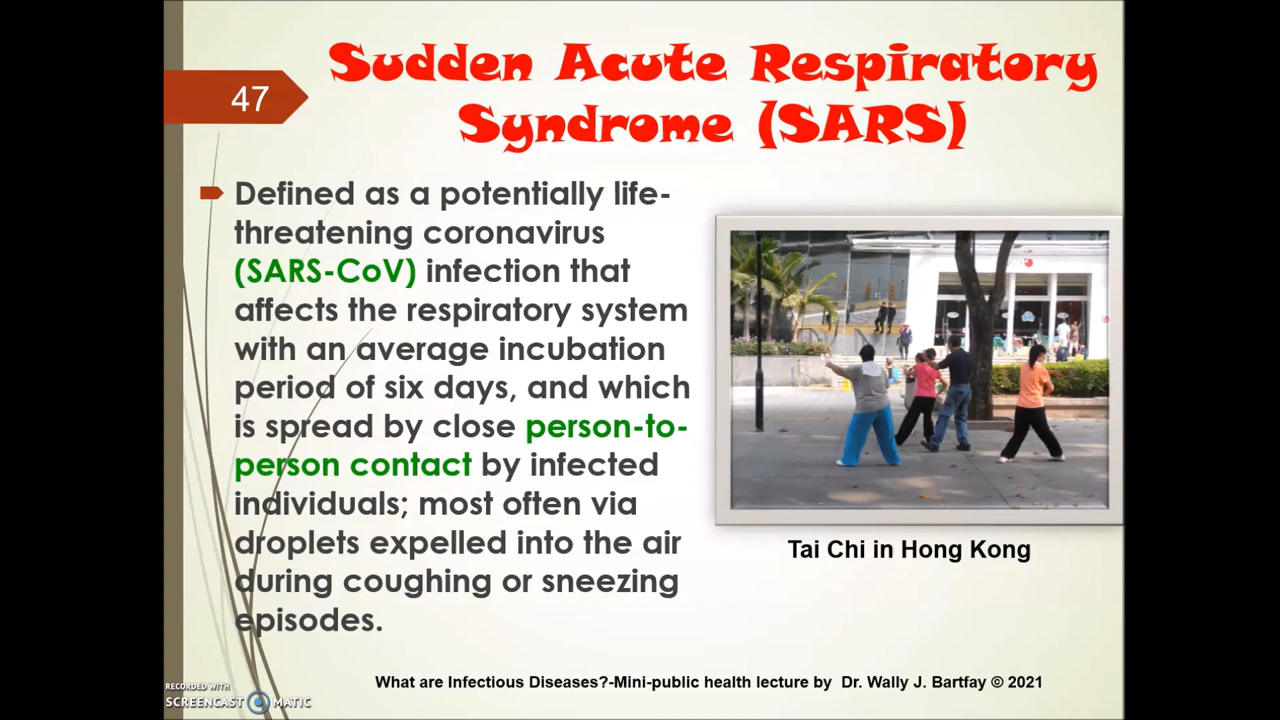 47
Sudden Acute Respiratory
Syndrome (SARS)
Defined as a potentially life-
threatening coronavirus
(SARS-CoV) infection that
affects the respiratory system
with an average incubation
period of six days, and which
is spread by close person-to-
person contact by infected
individuals; most often via
droplets expelled into the air
during coughing or sneezing
episodes.
Tai Chi in Hong Kong
What are Infectious Diseases?-Mini-public health lecture by Dr. Wally J. Bartfay © 2021
RECORDED WITH
SCREENCAST MATIC